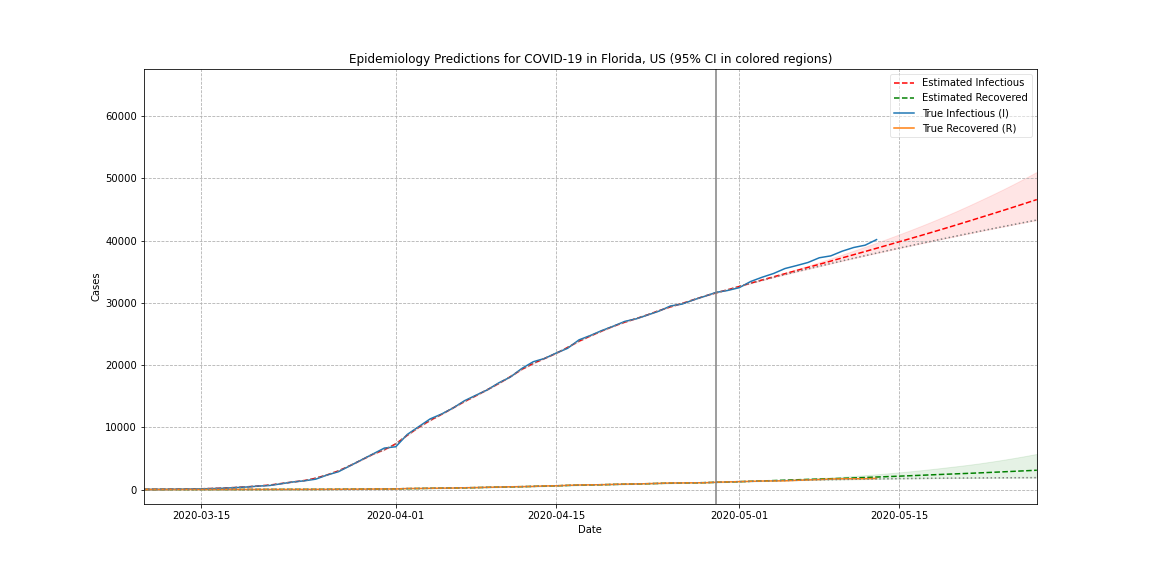 Epidemiology Predictions for COVID-19 in Florida, US (95% CI in colored regions)
Estimated Infectious
Estimated Recovered
True Infectious (I)
True Recovered (R)
60000
50000
40000
30000
20000
10000
0
Cases
2020-03-15
2020-04-01
2020-04-15
2020-05-01
2020-05-15
Date